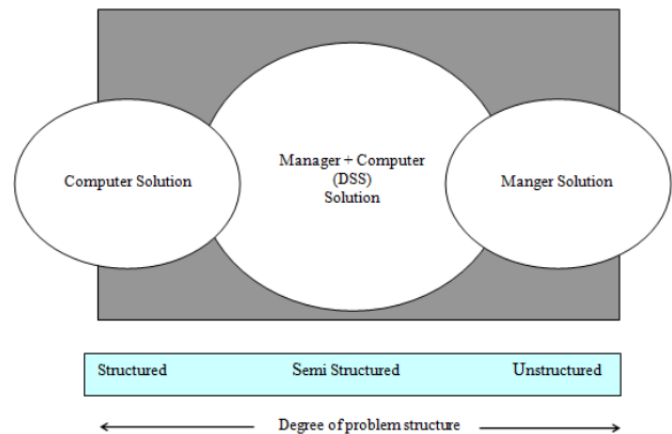 Computer Solution
Manager + Computer
(DSS)
Solution
Manger Solution
Structured
Semi Structured
Unstructured
Degree of problem structure